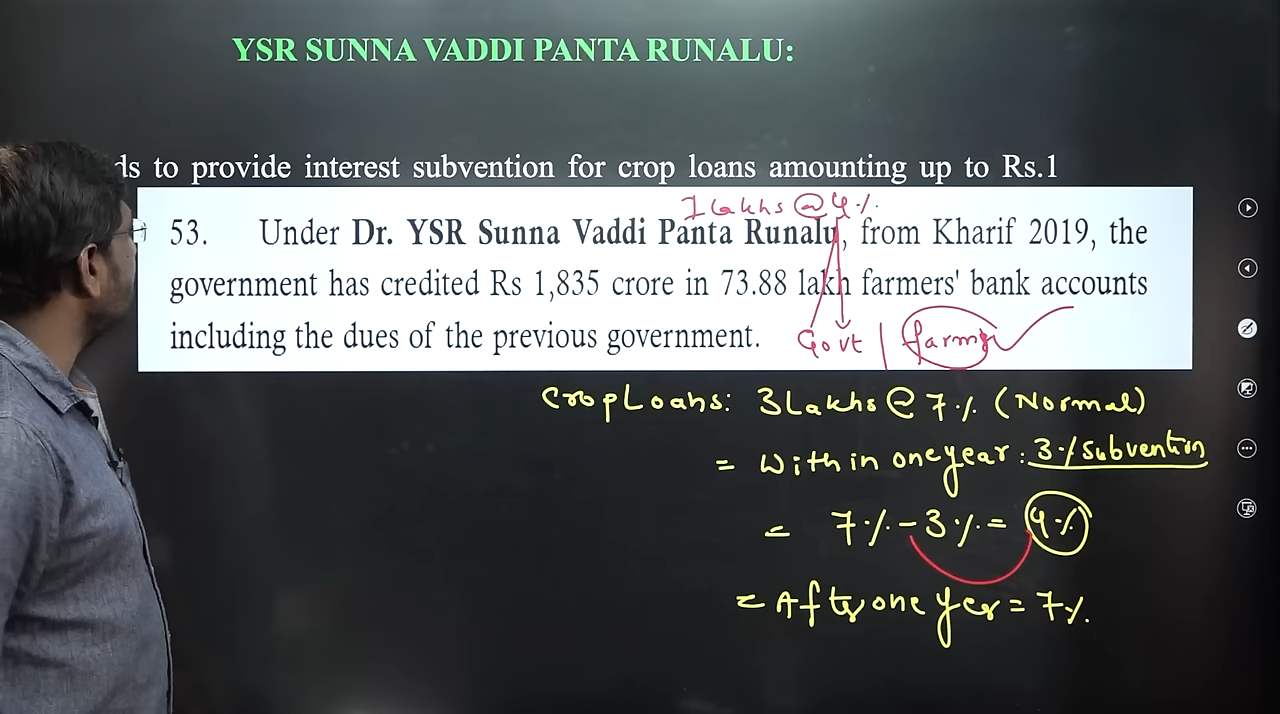 YSR SUNNA VADDI PANTA RUNALU:
ds to provide interest subvention for crop loans amounting up to Rs.1
1 Lakhs @ 4%
53. Under Dr. YSR Sunna Vaddi Panta Runalu, from Kharif 2019, the
government has credited Rs 1,835 crore in 73.88 lakh farmers' bank accounts
including the dues of the previous government.
Govt | farmer
Crop Loans: 3 Lakhs @ 7% (Normal)
= With in one year: 3% Subvention
= 7% - 3% = 4%
= After one year = 7%